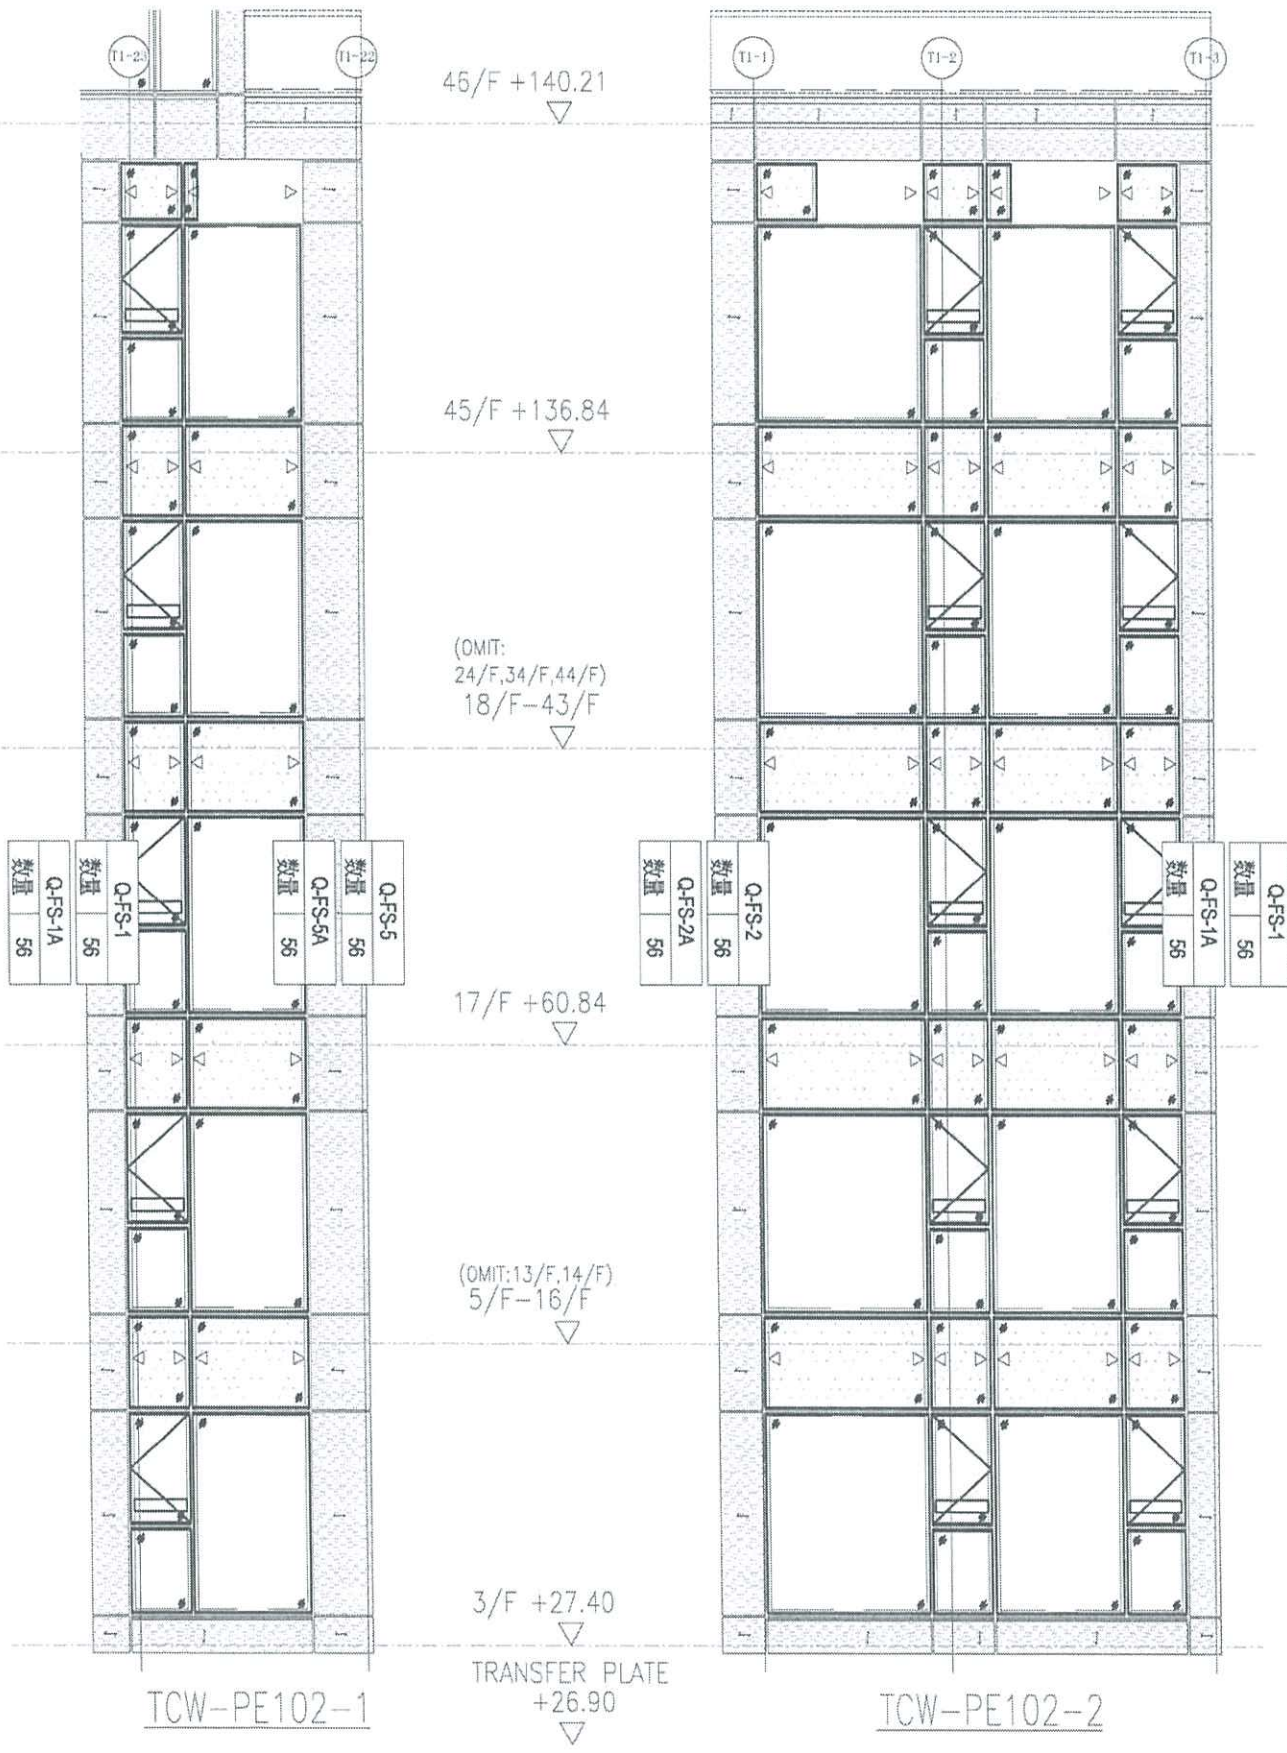 T1-23
T1-22
T1-1
T1-2
T1-3
46/F +140.21
45/F +136.84
(OMIT:
24/F,34/F,44/F)
18/F-43/F
Q-FS-1A
数量 56
Q-FS-1
数量 56
Q-FS-5A
数量 56
Q-FS-5
数量 56
Q-FS-2A
数量 56
Q-FS-2
数量 56
Q-FS-1A
数量 56
Q-FS-1
数量 56
17/F +60.84
(OMIT:13/F,14/F)
5/F-16/F
3/F +27.40
TRANSFER PLATE
+26.90
TCW-PE102-1
TCW-PE102-2